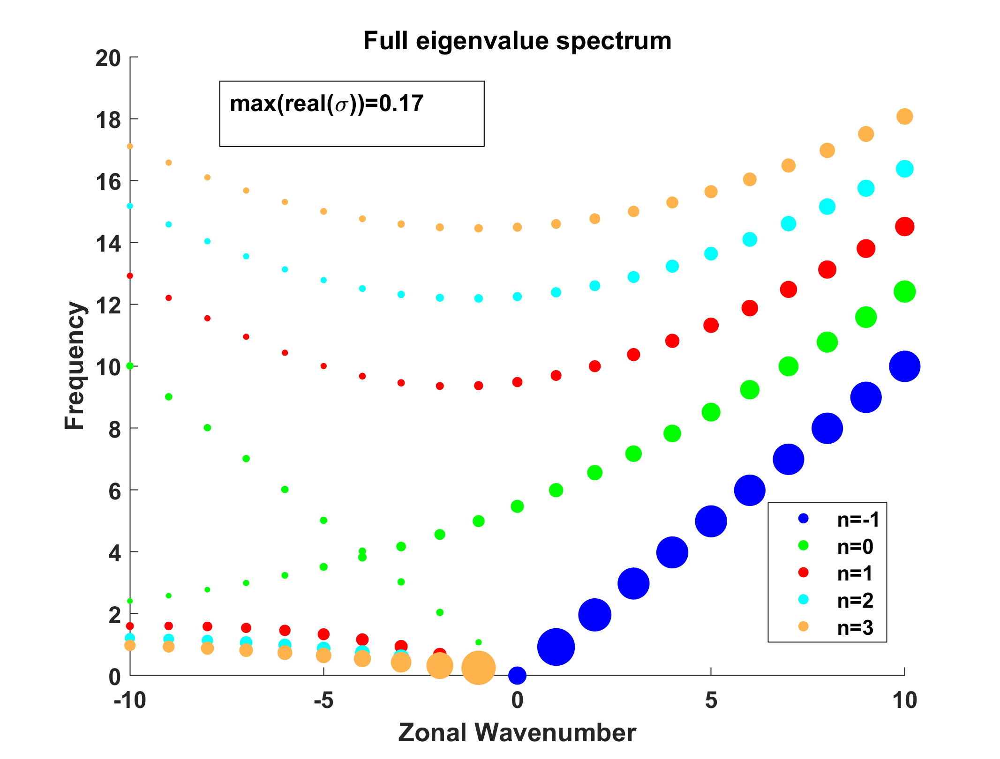 Full eigenvalue spectrum
max(real(σ))=0.17
20
18
16
14
12
10
8
6
4
2
0
Frequency
-10
-5
0
5
10
Zonal Wavenumber
n=-1
n=0
n=1
n=2
n=3